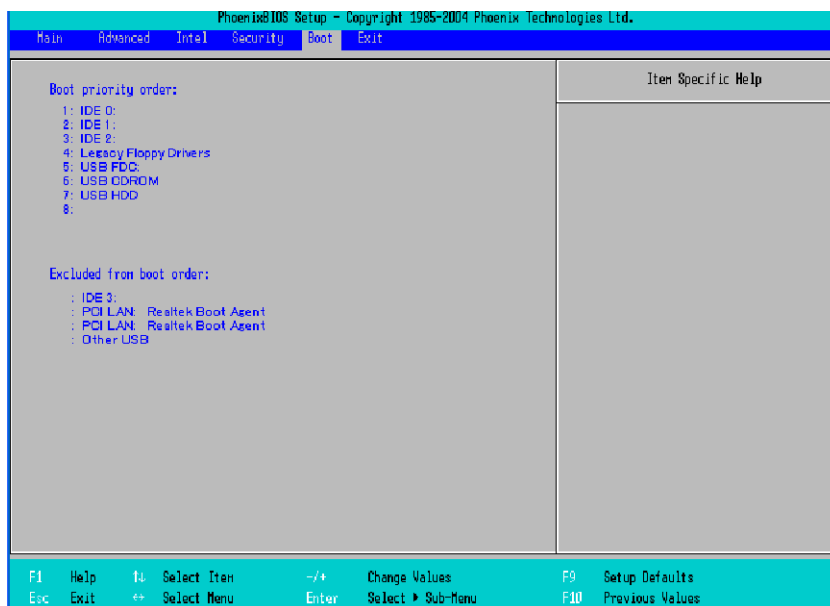 PhoenixBIOS Setup - Copyright 1985-2004 Phoenix Technologies Ltd.
Main Advanced Intel Security Boot Exit
Item Specific Help
Boot priority order:
1: IDE 0:
2: IDE 1:
3: IDE 2:
4: Legacy Floppy Drivers
5: USB FDC:
6: USB CDROM
7: USB HDD
8:
Excluded from boot order:
: IDE 3:
: PCI LAN: Realtek Boot Agent
: PCI LAN: Realtek Boot Agent
: Other USB
F1 Help ↑↓ Select Item -/+ Change Values F9 Setup Defaults
Esc Exit ↔ Select Menu Enter Select ▶ Sub-Menu F10 Previous Values